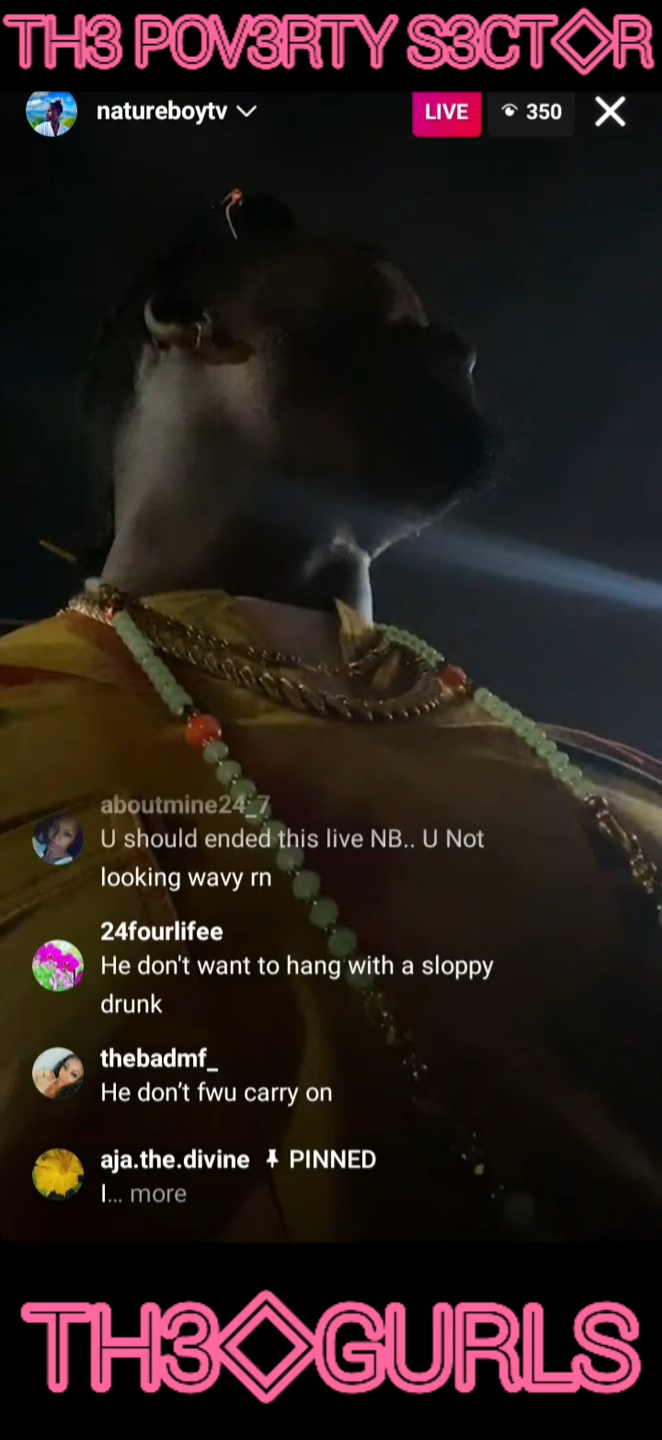 TH3 POV3RTY S3CT◇R
natureboytv
LIVE
350
aboutmine24_7
U should ended this live NB.. U Not
looking wavy rn
24fourlifee
He don't want to hang with a sloppy
drunk
thebadmf_
He don’t fwu carry on
aja.the.divine PINNED
I... more
TH3◇GURLS